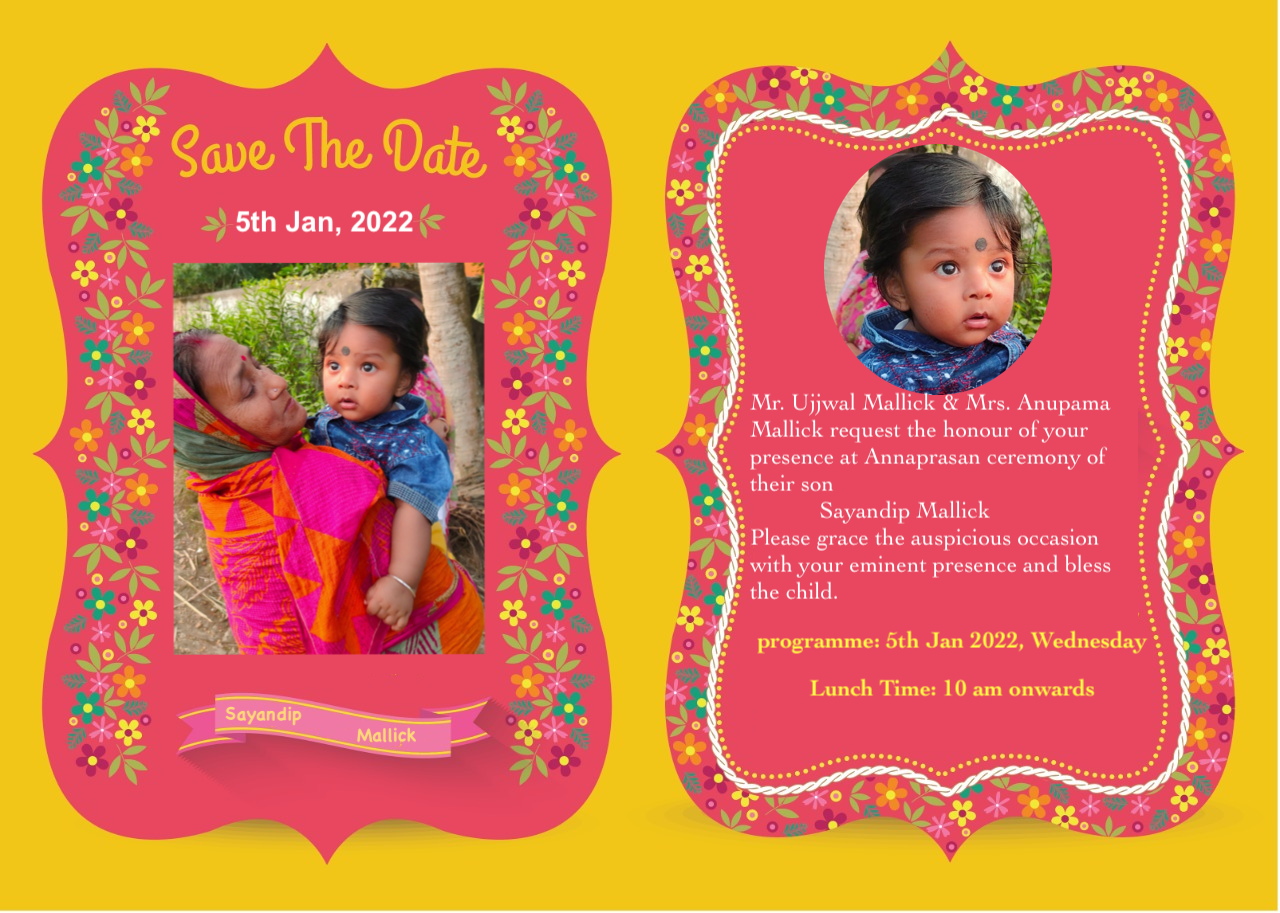 Save The Date
5th Jan, 2022
Sayandip
Mallick
Mr. Ujjwal Mallick & Mrs. Anupama
Mallick request the honour of your
presence at Annaprasan ceremony of
their son
Sayandip Mallick
Please grace the auspicious occasion
with your eminent presence and bless
the child.
programme: 5th Jan 2022, Wednesday
Lunch Time: 10 am onwards